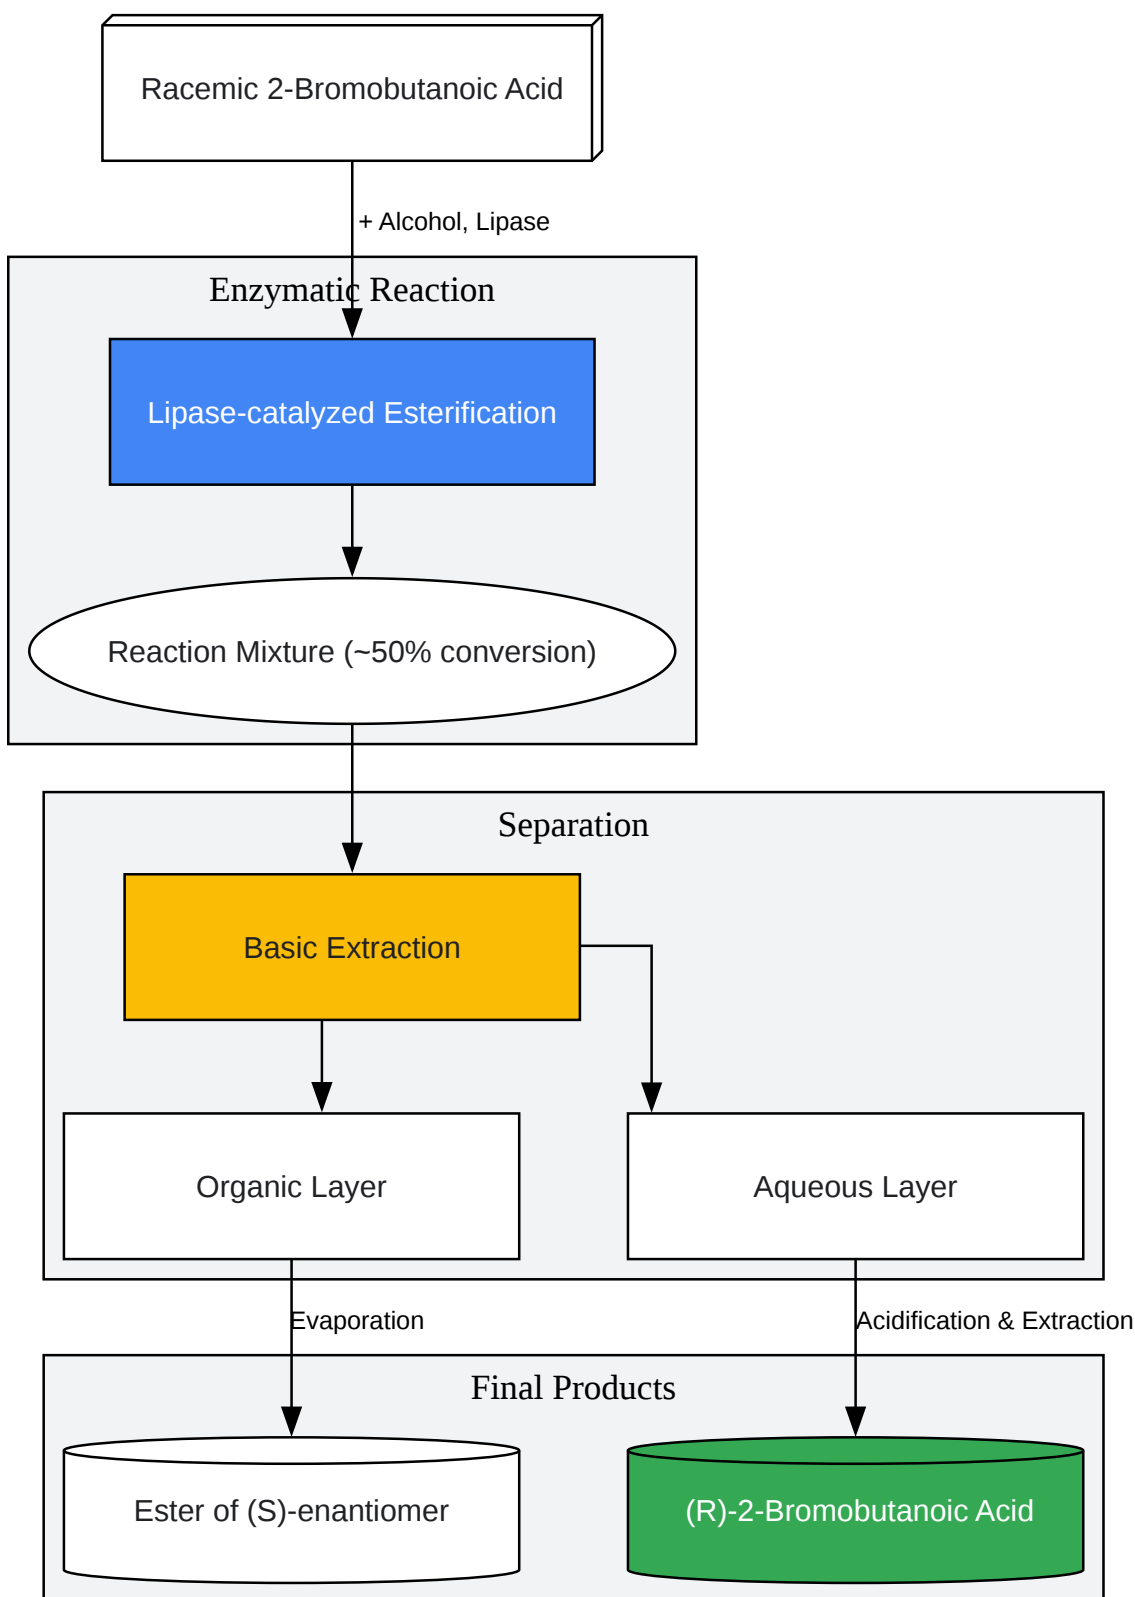 Racemic 2-Bromobutanoic Acid
+ Alcohol, Lipase
Enzymatic Reaction
Lipase-catalyzed Esterification
Reaction Mixture (~50% conversion)
Separation
Basic Extraction
Organic Layer
Aqueous Layer
Evaporation
Acidification & Extraction
Final Products
Ester of (S)-enantiomer
(R)-2-Bromobutanoic Acid